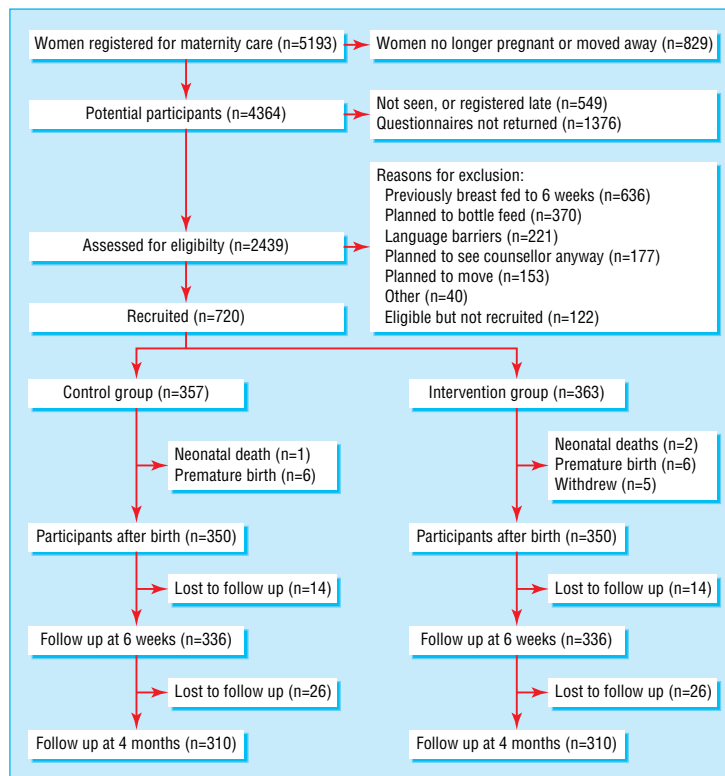 Women registered for maternity care (n=5193)
Women no longer pregnant or moved away (n=829)
Potential participants (n=4364)
Not seen, or registered late (n=549)
Questionnaires not returned (n=1376)
Reasons for exclusion:
Previously breast fed to 6 weeks (n=636)
Planned to bottle feed (n=370)
Language barriers (n=221)
Planned to see counsellor anyway (n=177)
Planned to move (n=153)
Other (n=40)
Eligible but not recruited (n=122)
Assessed for eligibilty (n=2439)
Recruited (n=720)
Control group (n=357)
Intervention group (n=363)
Neonatal death (n=1)
Premature birth (n=6)
Neonatal deaths (n=2)
Premature birth (n=6)
Withdrew (n=5)
Participants after birth (n=350)
Participants after birth (n=350)
Lost to follow up (n=14)
Lost to follow up (n=14)
Follow up at 6 weeks (n=336)
Follow up at 6 weeks (n=336)
Lost to follow up (n=26)
Lost to follow up (n=26)
Follow up at 4 months (n=310)
Follow up at 4 months (n=310)